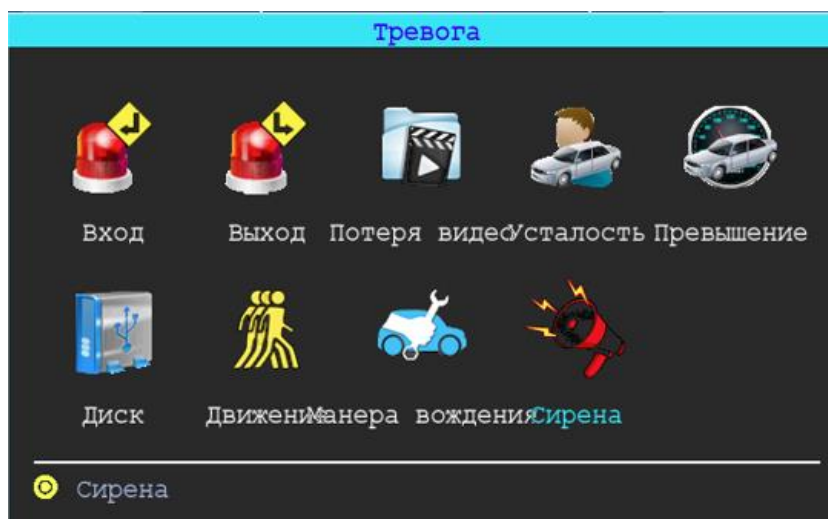 Тревога
Вход Выход Потеря видео Усталость Превышение
Диск Движение Манера вождения Сирена
Сирена